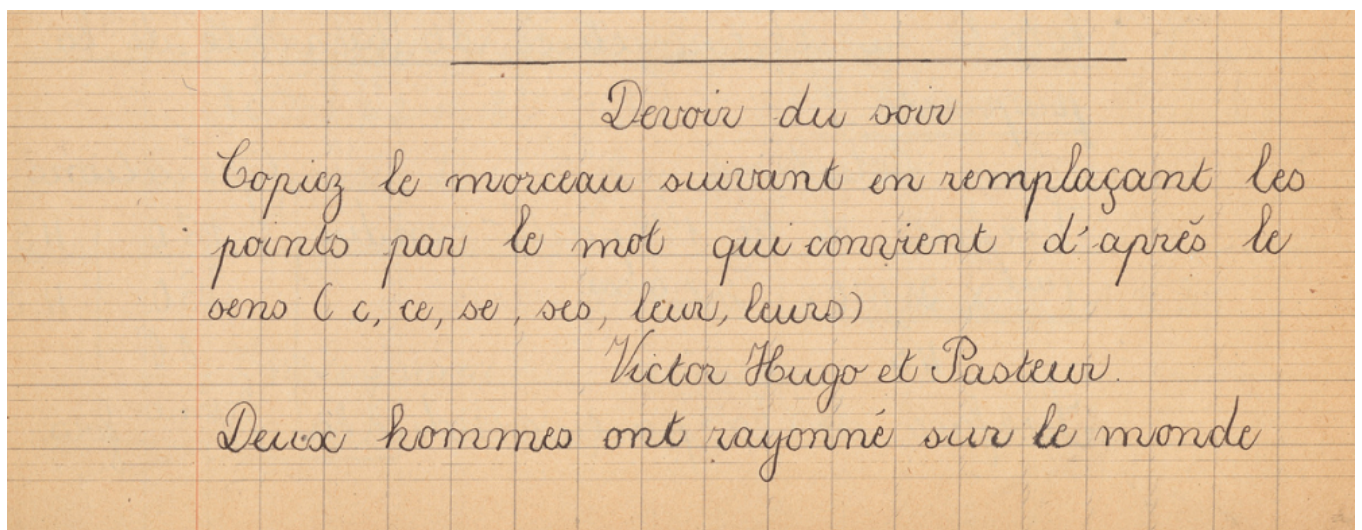 Devoir du soir
Copiez le morceau suivant en remplaçant les
points par le mot qui convient d'après le
sens ( c, ce, se, ses, leur, leurs)
Victor Hugo et Pasteur.
Deux hommes ont rayonné sur le monde